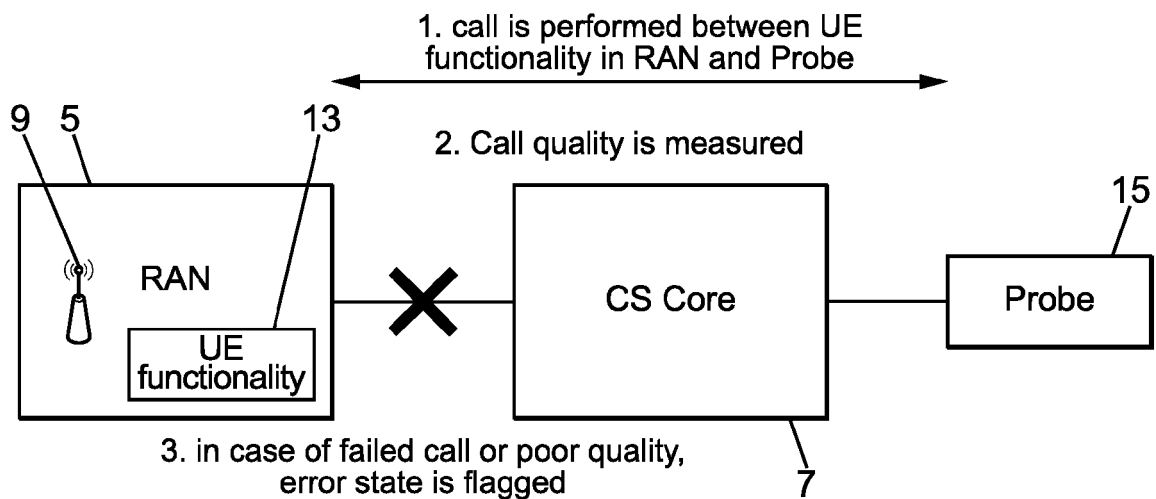 1. call is performed between UE
functionality in RAN and Probe
9 5 13
2. Call quality is measured
15
RAN
CS Core
Probe
UE
functionality
3. in case of failed call or poor quality,
error state is flagged
7